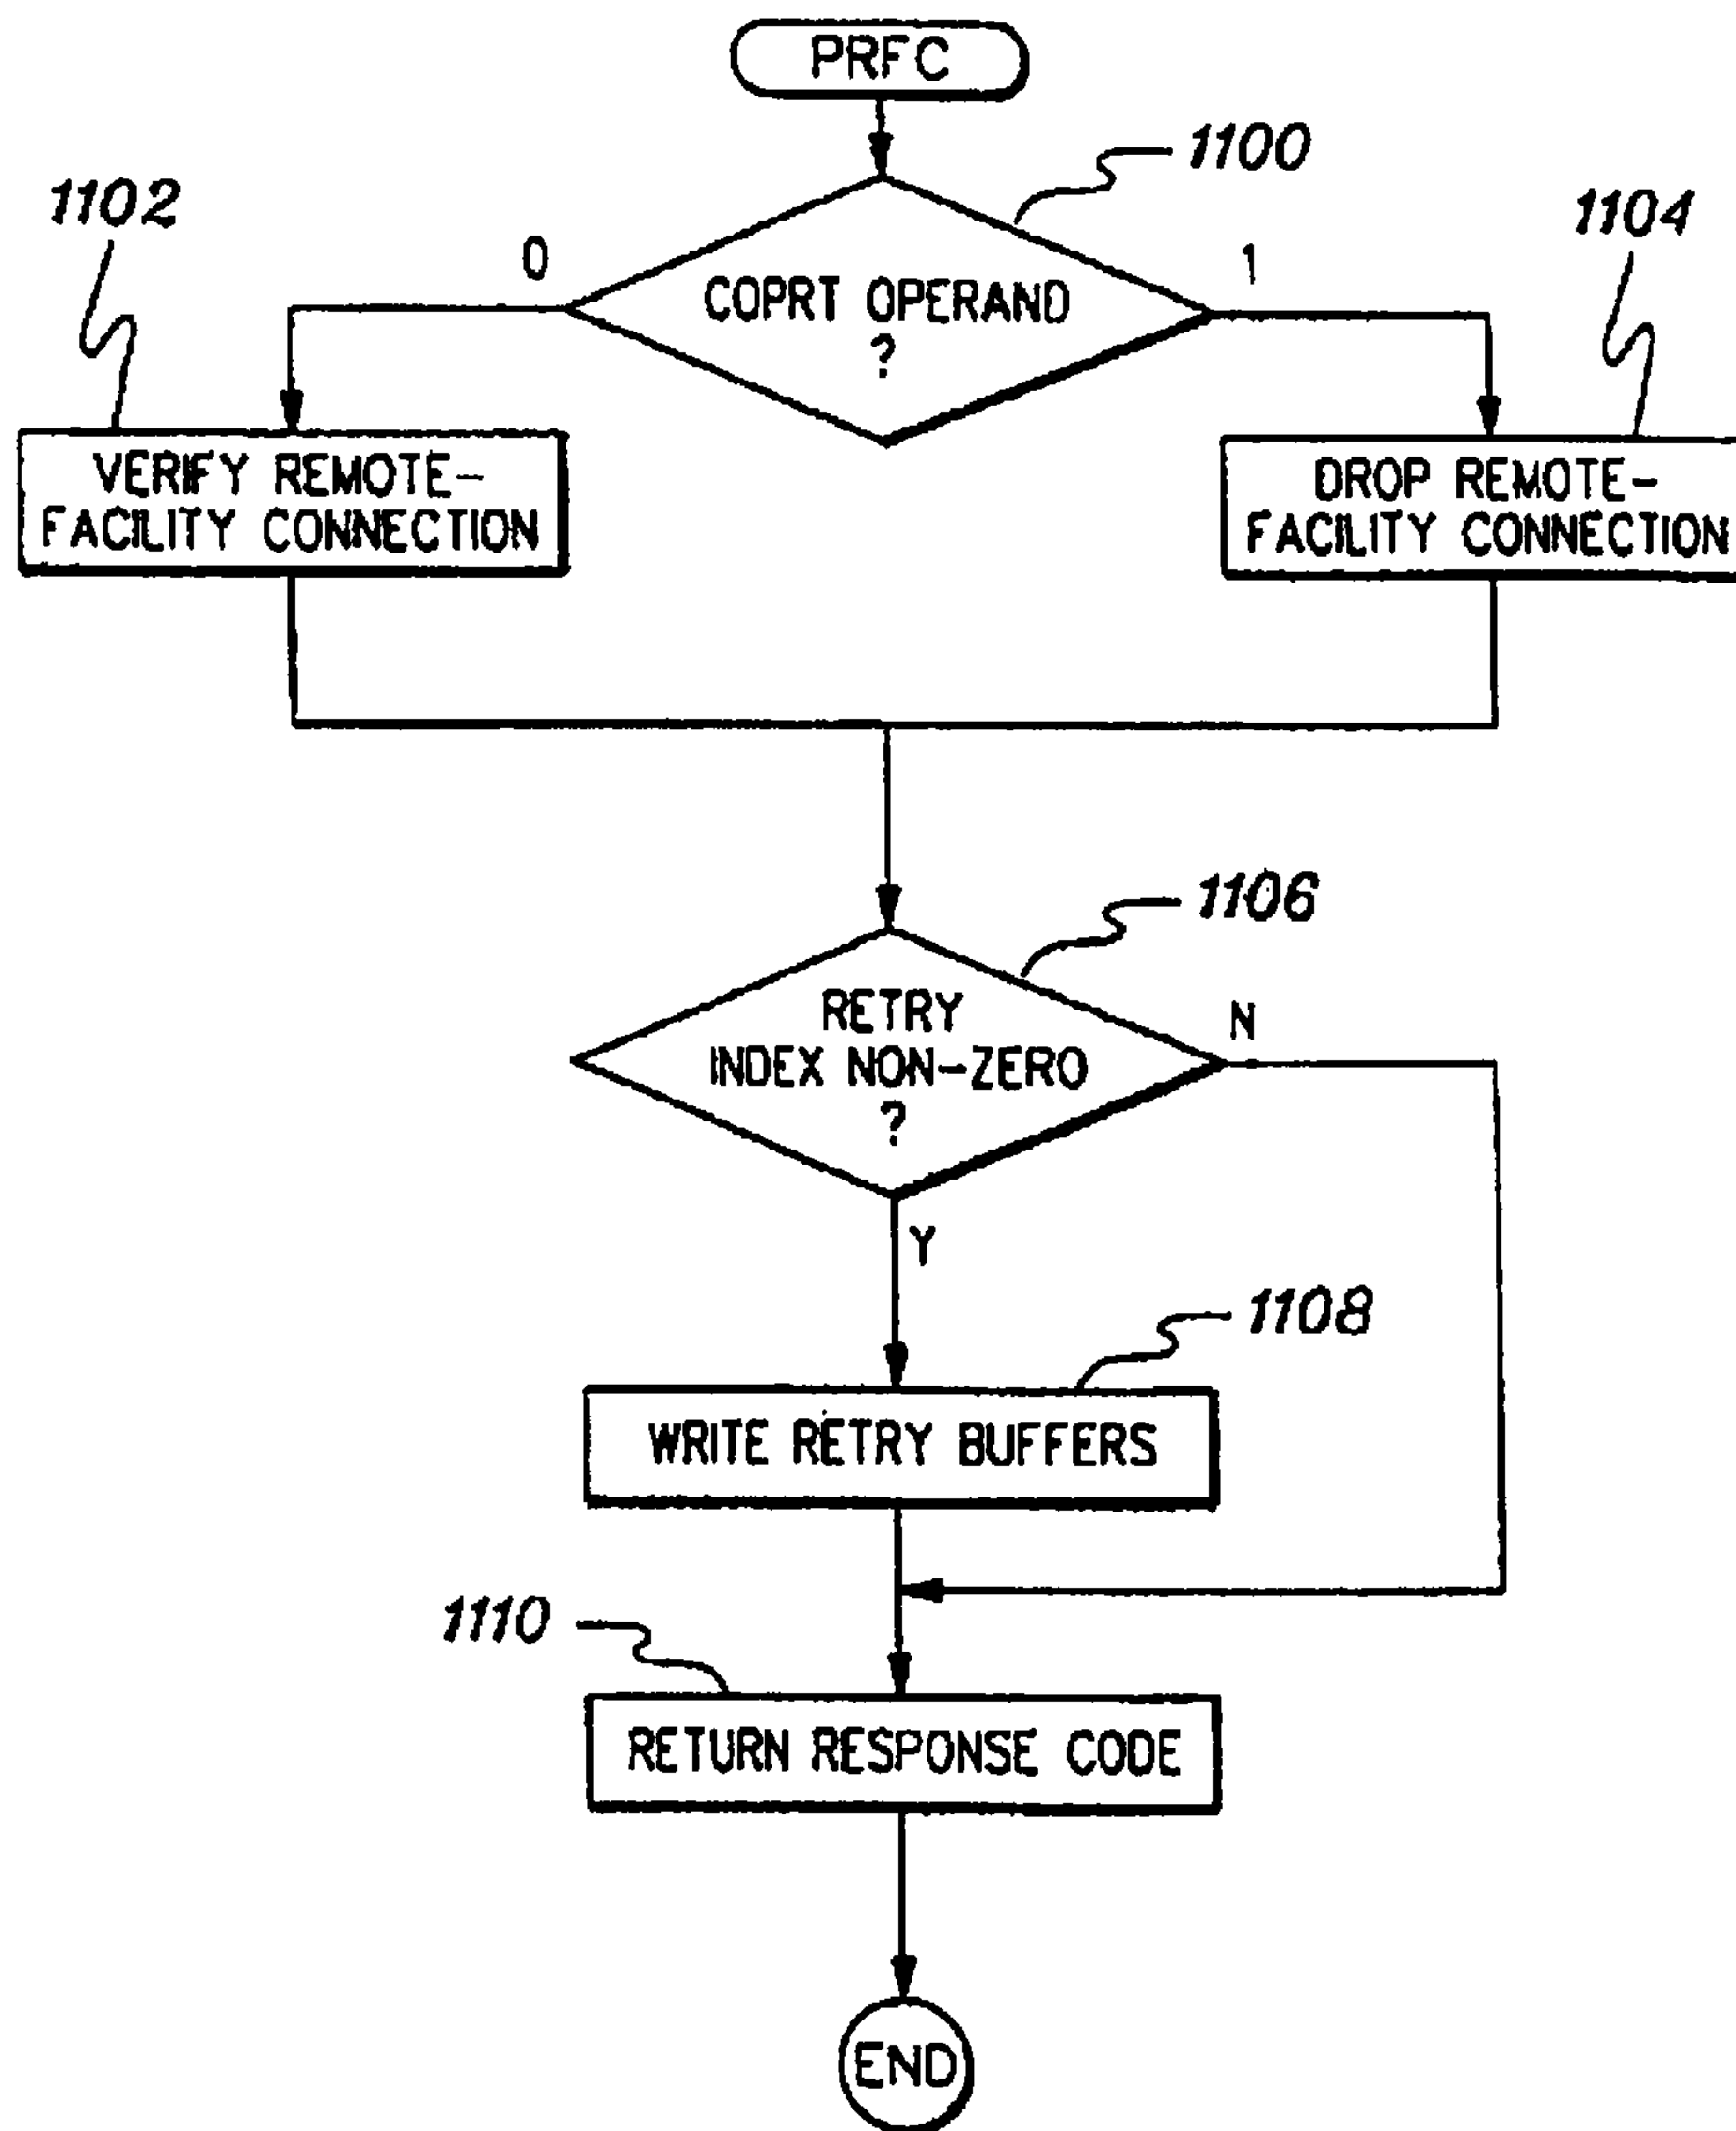 PRFC
1100
1102
1104
0
1
COPRT OPERAND
?
VERIFY REMOTE-
FACILITY CONNECTION
DROP REMOTE-
FACILITY CONNECTION
1106
RETRY
INDEX NON-ZERO
?
N
Y
1108
WRITE RETRY BUFFERS
1110
RETURN RESPONSE CODE
END